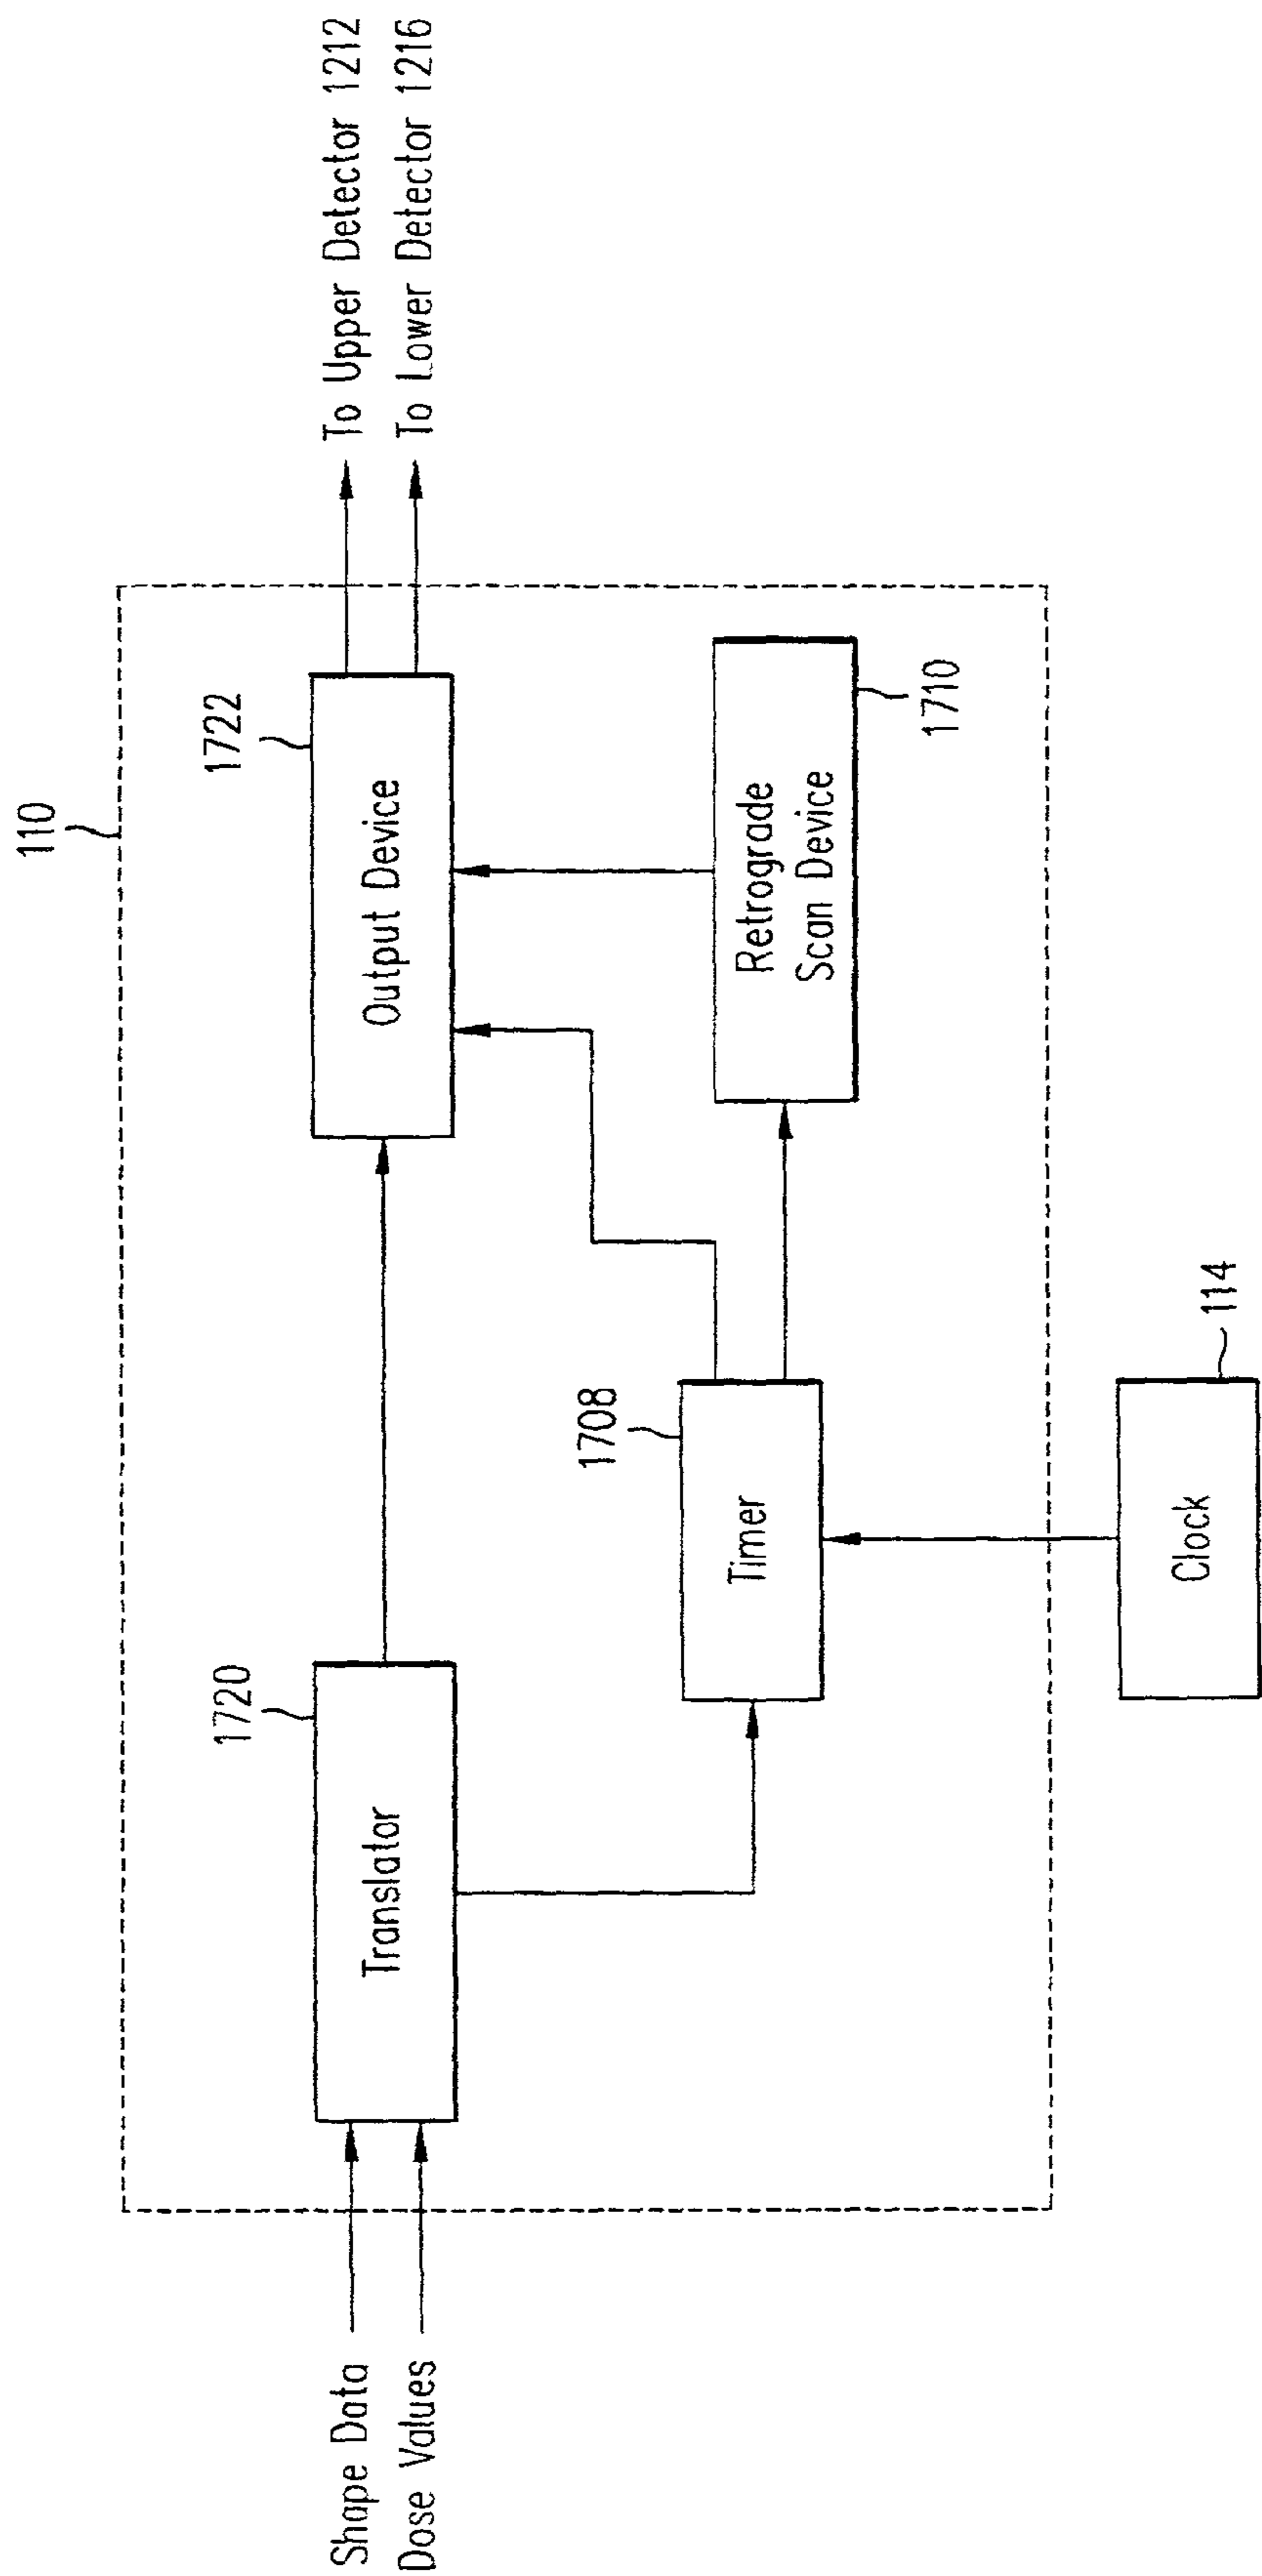 110
Shape Data
Dose Values
1720
Translator
1722
Output Device
To Upper Detector 1212
To Lower Detector 1216
1708
Timer
Retrograde
Scan Device
1710
Clock
114